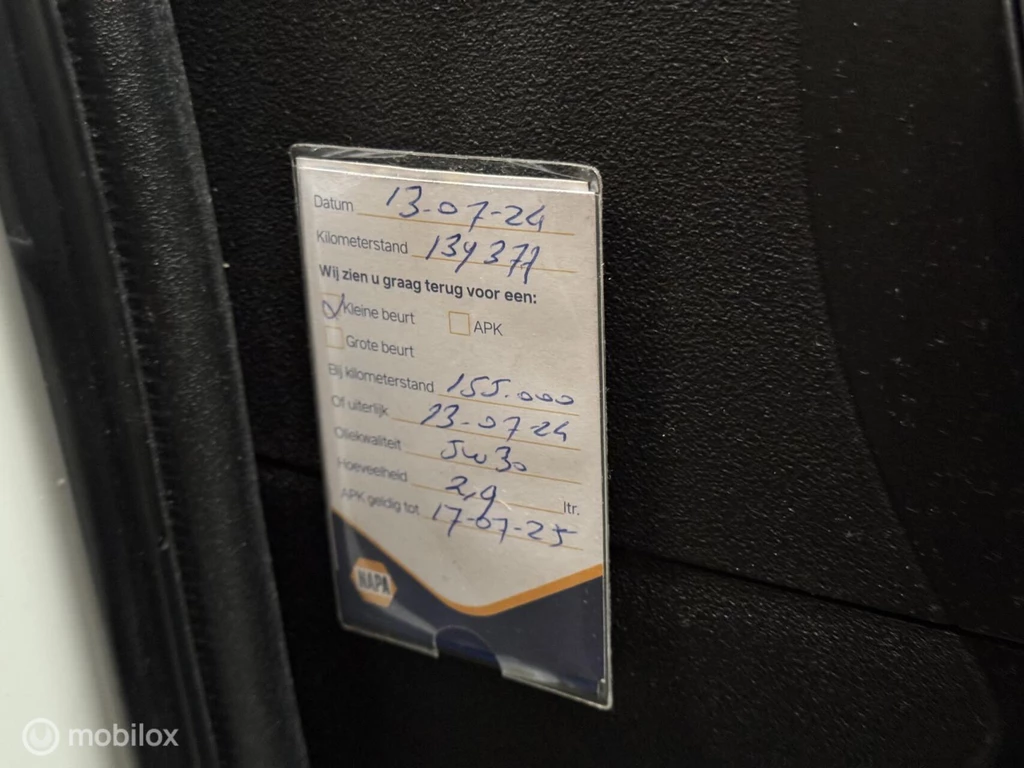 Datum 13-07-24
Kilometerstand 139377
Wij zien u graag terug voor een:
Kleine beurt APK
Grote beurt
Bij kilometerstand 155.000
Of uiterlijk 13-07-24
Oliekwaliteit 5w30
Hoeveelheid 2,9 ltr.
APK geldig tot 17-07-25
NAPA
mobilox